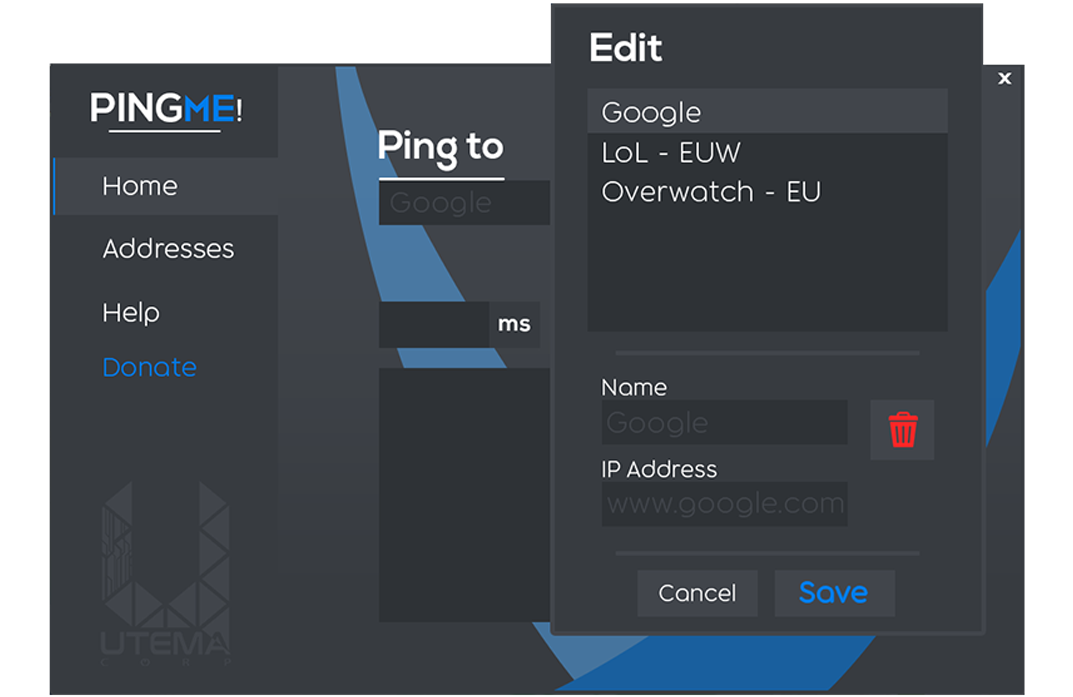 PINGME!
Home
Addresses
Help
Donate
UTEMA
CORP
Ping to
Google
ms
x
Edit
Google
LoL - EUW
Overwatch - EU
Name
Google
IP Address
www.google.com
Cancel
Save